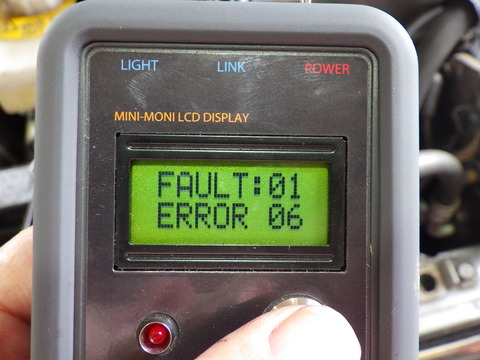 LIGHT LINK POWER
MINI-MONI LCD DISPLAY
FAULT:01
ERROR 06